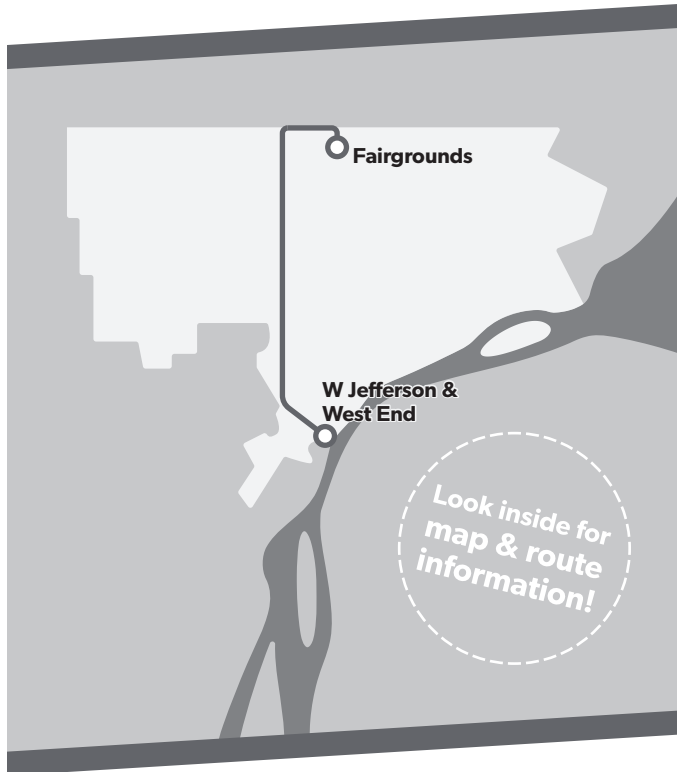 Fairgrounds
W Jefferson &
West End
Look inside for
map & route
information!